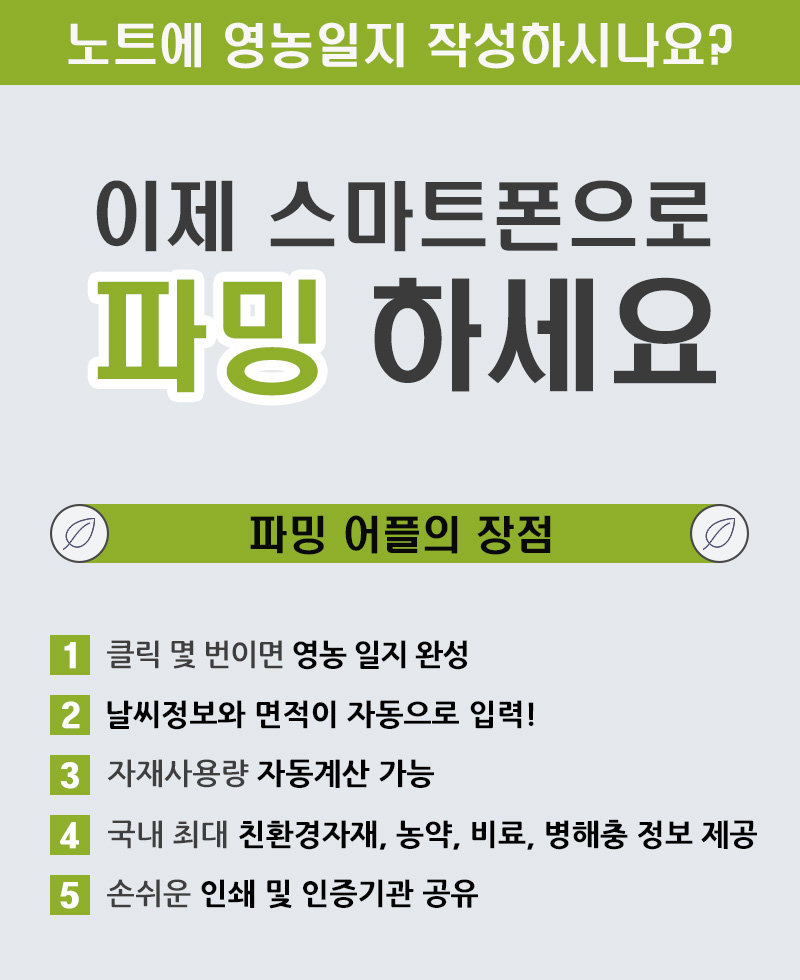 노트에 영농일지 작성하시나요?
이제 스마트폰으로
파밍 하세요
파밍 어플의 장점
1 클릭 몇 번이면 영농 일지 완성
2 날씨정보와 면적이 자동으로 입력!
3 자재사용량 자동계산 가능
4 국내 최대 친환경자재, 농약, 비료, 병해충 정보 제공
5 손쉬운 인쇄 및 인증기관 공유